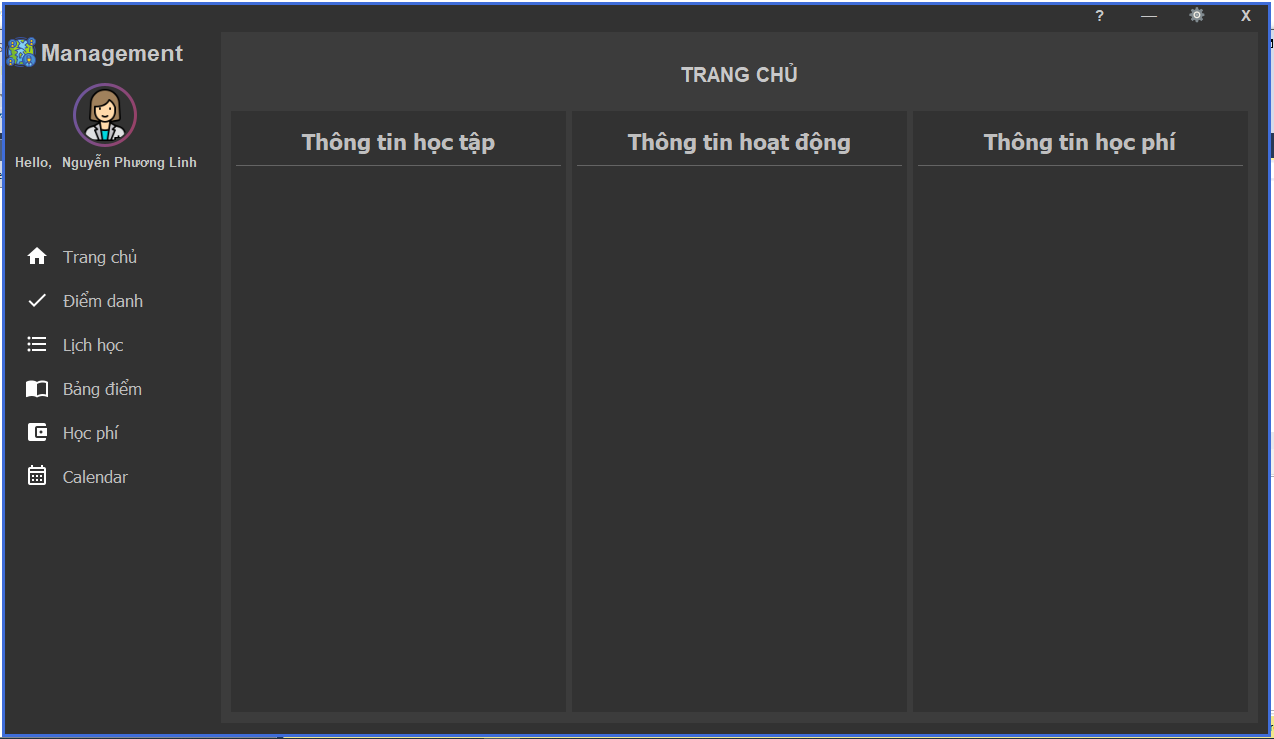 ? — X
Management
Hello, Nguyễn Phương Linh
Trang chủ
Điểm danh
Lịch học
Bảng điểm
Học phí
Calendar
TRANG CHỦ
Thông tin học tập
Thông tin hoạt động
Thông tin học phí